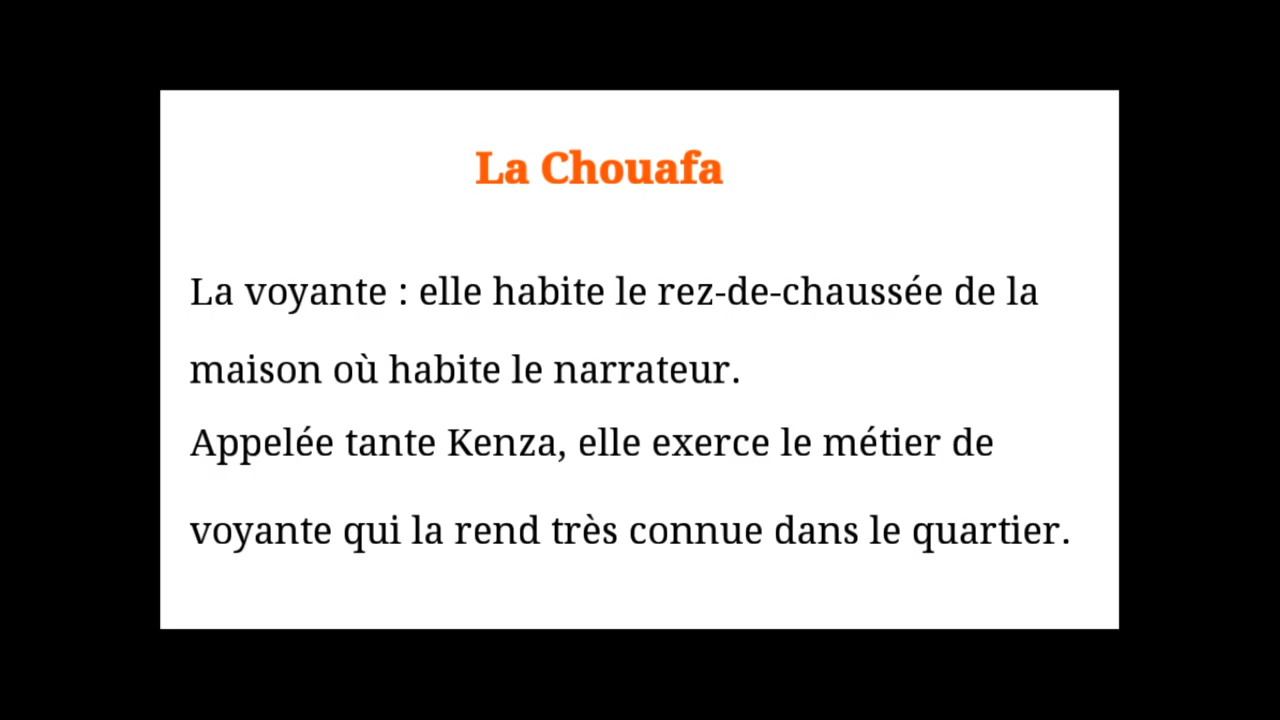 La Chouafa
La voyante : elle habite le rez-de-chaussée de la
maison où habite le narrateur.
Appelée tante Kenza, elle exerce le métier de
voyante qui la rend très connue dans le quartier.